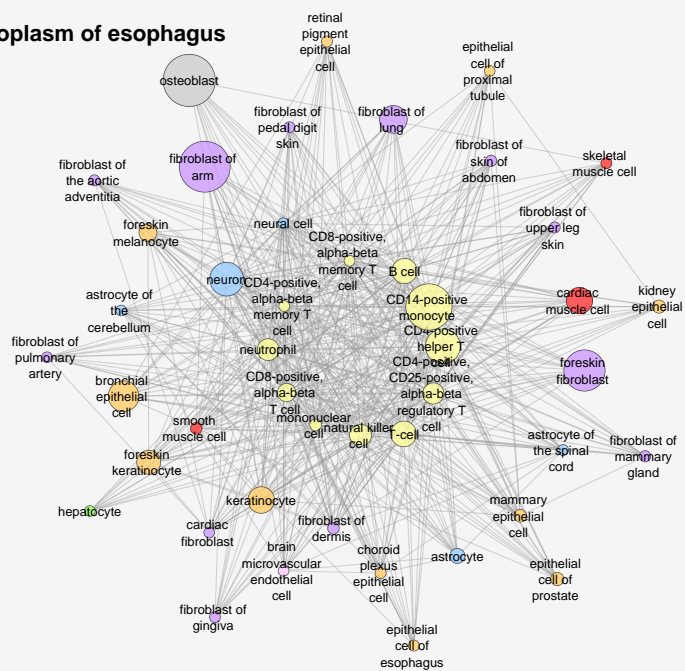 oplasm of esophagus
retinal
pigment
epithelial
cell
epithelial
cell of
proximal
tubule
osteoblast
fibroblast of
pedal digit
skin
fibroblast of
lung
fibroblast of
arm
fibroblast of
skin of
abdomen
skeletal
muscle cell
fibroblast of
the aortic
adventitia
foreskin
melanocyte
neural cell
fibroblast of
upper leg
skin
CD8-positive,
alpha-beta
memory T
cell
B cell
neuron
CD4-positive,
alpha-beta
memory T
cell
CD14-positive
monocyte
cardiac
muscle cell
kidney
epithelial
cell
astrocyte of
the
cerebellum
CD4-positive
helper T
cell
fibroblast of
pulmonary
artery
neutrophil
CD4-positive,
CD25-positive,
alpha-beta
regulatory T
cell
foreskin
fibroblast
bronchial
epithelial
cell
CD8-positive,
alpha-beta
T cell
smooth
muscle cell
mononuclear
cell
natural killer
cell
T-cell
astrocyte of
the spinal
cord
fibroblast of
mammary
gland
foreskin
keratinocyte
hepatocyte
keratinocyte
cardiac
fibroblast
fibroblast of
dermis
mammary
epithelial
cell
brain
microvascular
endothelial
cell
choroid
plexus
epithelial
cell
astrocyte
epithelial
cell of
prostate
fibroblast of
gingiva
epithelial
cell of
esophagus